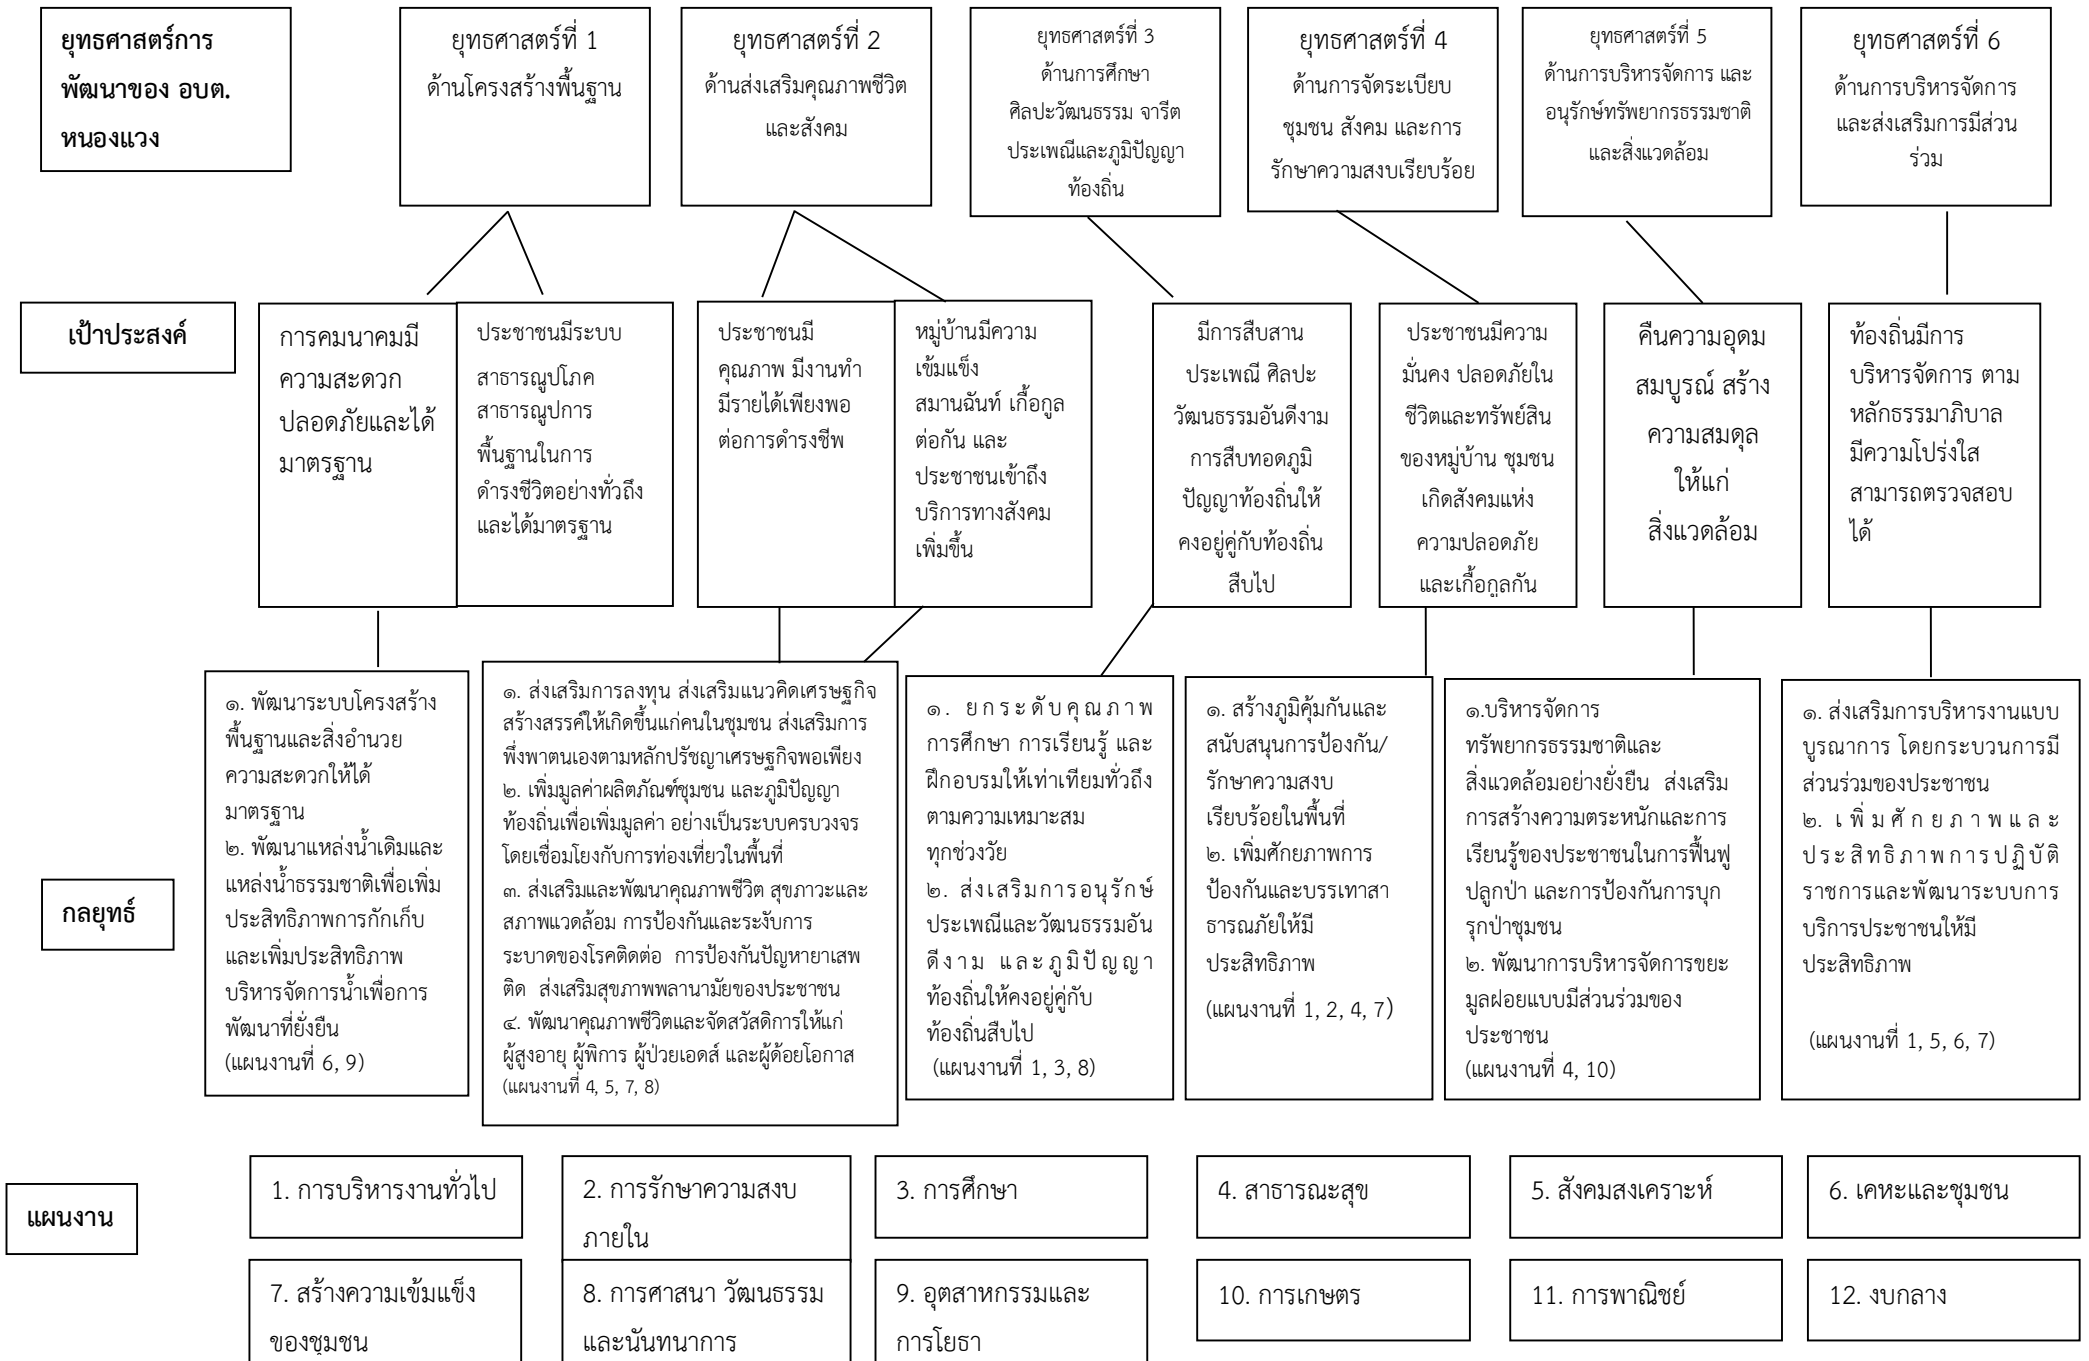 ยุทธศาสตร์การ
พัฒนาของ อบต.
หนองแวง
ยุทธศาสตร์ที่ 1
ด้านโครงสร้างพื้นฐาน
ยุทธศาสตร์ที่ 2
ด้านส่งเสริมคุณภาพชีวิต
และสังคม
ยุทธศาสตร์ที่ 3
ด้านการศึกษา
ศิลปะวัฒนธรรม จารีต
ประเพณีและภูมิปัญญา
ท้องถิ่น
ยุทธศาสตร์ที่ 4
ด้านการจัดระเบียบ
ชุมชน สังคม และการ
รักษาความสงบเรียบร้อย
ยุทธศาสตร์ที่ 5
ด้านการบริหารจัดการ และ
อนุรักษ์ทรัพยากรธรรมชาติ
และสิ่งแวดล้อม
ยุทธศาสตร์ที่ 6
ด้านการบริหารจัดการ
และส่งเสริมการมีส่วน
ร่วม
เป้าประสงค์
การคมนาคมมี
ความสะดวก
ปลอดภัยและได้
มาตรฐาน
ประชาชนมีระบบ
สาธารณูปโภค
สาธารณูปการ
พื้นฐานในการ
ดำรงชีวิตอย่างทั่วถึง
และได้มาตรฐาน
ประชาชนมี
คุณภาพ มีงานทำ
มีรายได้เพียงพอ
ต่อการดำรงชีพ
หมู่บ้านมีความ
เข้มแข็ง
สมานฉันท์ เกื้อกูล
ต่อกัน และ
ประชาชนเข้าถึง
บริการทางสังคม
เพิ่มขึ้น
มีการสืบสาน
ประเพณี ศิลปะ
วัฒนธรรมอันดีงาม
การสืบทอดภูมิ
ปัญญาท้องถิ่นให้
คงอยู่คู่กับท้องถิ่น
สืบไป
ประชาชนมีความ
มั่นคง ปลอดภัยใน
ชีวิตและทรัพย์สิน
ของหมู่บ้าน ชุมชน
เกิดสังคมแห่ง
ความปลอดภัย
และเกื้อกูลกัน
คืนความอุดม
สมบูรณ์ สร้าง
ความสมดุล
ให้แก่
สิ่งแวดล้อม
ท้องถิ่นมีการ
บริหารจัดการ ตาม
หลักธรรมาภิบาล
มีความโปร่งใส
สามารถตรวจสอบ
ได้
กลยุทธ์
๑. พัฒนาระบบโครงสร้าง
พื้นฐานและสิ่งอำนวย
ความสะดวกให้ได้
มาตรฐาน
๒. พัฒนาแหล่งน้ำเดิมและ
แหล่งน้ำธรรมชาติเพื่อเพิ่ม
ประสิทธิภาพการกักเก็บ
และเพิ่มประสิทธิภาพ
บริหารจัดการน้ำเพื่อการ
พัฒนาที่ยั่งยืน
(แผนงานที่ 6, 9)
๑. ส่งเสริมการลงทุน ส่งเสริมแนวคิดเศรษฐกิจ
สร้างสรรค์ให้เกิดขึ้นแก่คนในชุมชน ส่งเสริมการ
พึ่งพาตนเองตามหลักปรัชญาเศรษฐกิจพอเพียง
๒. เพิ่มมูลค่าผลิตภัณฑ์ชุมชน และภูมิปัญญา
ท้องถิ่นเพื่อเพิ่มมูลค่า อย่างเป็นระบบครบวงจร
โดยเชื่อมโยงกับการท่องเที่ยวในพื้นที่
๓. ส่งเสริมและพัฒนาคุณภาพชีวิต สุขภาวะและ
สภาพแวดล้อม การป้องกันและระงับการ
ระบาดของโรคติดต่อ การป้องกันปัญหายาเสพ
ติด ส่งเสริมสุขภาพพลานามัยของประชาชน
๔. พัฒนาคุณภาพชีวิตและจัดสวัสดิการให้แก่
ผู้สูงอายุ ผู้พิการ ผู้ป่วยเอดส์ และผู้ด้อยโอกาส
(แผนงานที่ 4, 5, 7, 8)
๑. ยกระดับคุณภาพ
การศึกษา การเรียนรู้ และ
ฝึกอบรมให้เท่าเทียมทั่วถึง
ตามความเหมาะสม
ทุกช่วงวัย
๒. ส่งเสริมการอนุรักษ์
ประเพณีและวัฒนธรรมอัน
ดีงาม และภูมิปัญญา
ท้องถิ่นให้คงอยู่คู่กับ
ท้องถิ่นสืบไป
(แผนงานที่ 1, 3, 8)
๑. สร้างภูมิคุ้มกันและ
สนับสนุนการป้องกัน/
รักษาความสงบ
เรียบร้อยในพื้นที่
๒. เพิ่มศักยภาพการ
ป้องกันและบรรเทาสา
ธารณภัยให้มี
ประสิทธิภาพ
(แผนงานที่ 1, 2, 4, 7)
๑.บริหารจัดการ
ทรัพยากรธรรมชาติและ
สิ่งแวดล้อมอย่างยั่งยืน ส่งเสริม
การสร้างความตระหนักและการ
เรียนรู้ของประชาชนในการฟื้นฟู
ปลูกป่า และการป้องกันการบุก
รุกป่าชุมชน
๒. พัฒนาการบริหารจัดการขยะ
มูลฝอยแบบมีส่วนร่วมของ
ประชาชน
(แผนงานที่ 4, 10)
๑. ส่งเสริมการบริหารงานแบบ
บูรณาการ โดยกระบวนการมี
ส่วนร่วมของประชาชน
๒. เพิ่มศักยภาพและ
ประสิทธิภาพการปฏิบัติ
ราชการและพัฒนาระบบการ
บริการประชาชนให้มี
ประสิทธิภาพ
(แผนงานที่ 1, 5, 6, 7)
แผนงาน
1. การบริหารงานทั่วไป
2. การรักษาความสงบ
ภายใน
3. การศึกษา
4. สาธารณะสุข
5. สังคมสงเคราะห์
6. เคหะและชุมชน
7. สร้างความเข้มแข็ง
ของชุมชน
8. การศาสนา วัฒนธรรม
และนันทนาการ
9. อุตสาหกรรมและ
การโยธา
10. การเกษตร
11. การพาณิชย์
12. งบกลาง